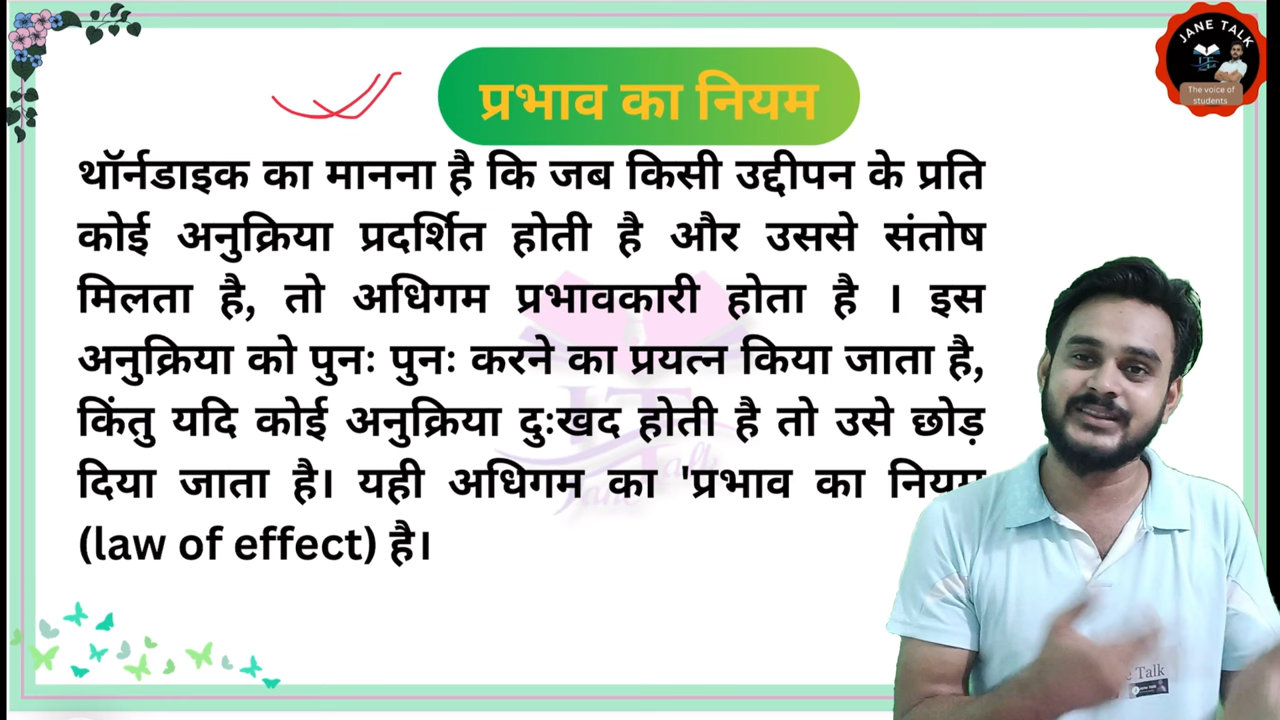 प्रभाव का नियम
JANE TALK
The voice of
students
थॉर्नडाइक का मानना है कि जब किसी उद्दीपन के प्रति
कोई अनुक्रिया प्रदर्शित होती है और उससे संतोष
मिलता है, तो अधिगम प्रभावकारी होता है । इस
अनुक्रिया को पुनः पुनः करने का प्रयत्न किया जाता है,
किंतु यदि कोई अनुक्रिया दुःखद होती है तो उसे छोड़
दिया जाता है। यही अधिगम का 'प्रभाव का नियम
(law of effect) है।
Talk